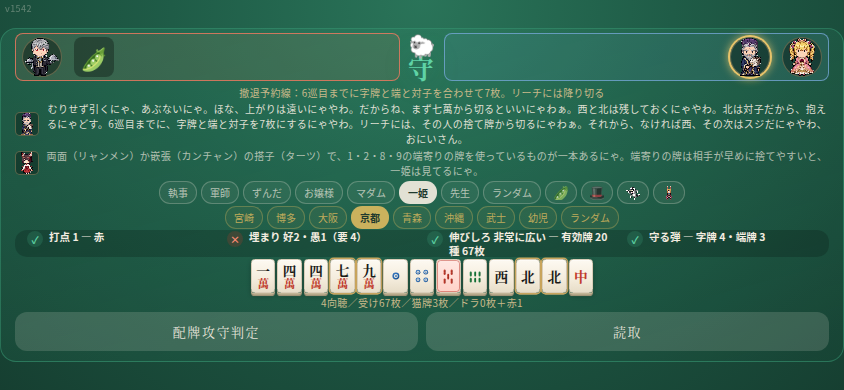 v1542
守
撤退予約線：6巡目までに字牌と端と対子を合わせて7枚。リーチには降り切る
むりせず引くにゃ、あぶないにゃ。ほな、上がりは遠いにゃやわ。だからね、まず七萬から切るといいにゃわぁ。西と北は残しておくにゃやわ。北は対子だから、抱え
るにゃどす。6巡目までに、字牌と端と対子を7枚にするにゃやわ。リーチには、その人の捨て牌から切るにゃわぁ。それから、なければ西、その次はスジだにゃやわ、
おにいさん。
両面（リャンメン）か嵌張（カンチャン）の搭子（ターツ）で、1・2・8・9の端寄りの牌を使っているものが一本あるにゃ。端寄りの牌は相手が早めに捨てやすいと、
一姫は見てるにゃ。
執事 軍師 ずんだ お嬢様 マダム 一姫 先生 ランダム
宮崎 博多 大阪 京都 青森 沖縄 武士 幼児 ランダム
打点 1 — 赤
埋まり 好2・愚1（要 4）
伸びしろ 非常に広い — 有効牌 20
種 67枚
守る弾 — 字牌 4・端牌 3
一萬 四萬 四萬 七萬 九萬 西 北 北 中
4向聴／受け67枚／猫牌3枚／ドラ0枚＋赤1
配牌攻守判定
読取